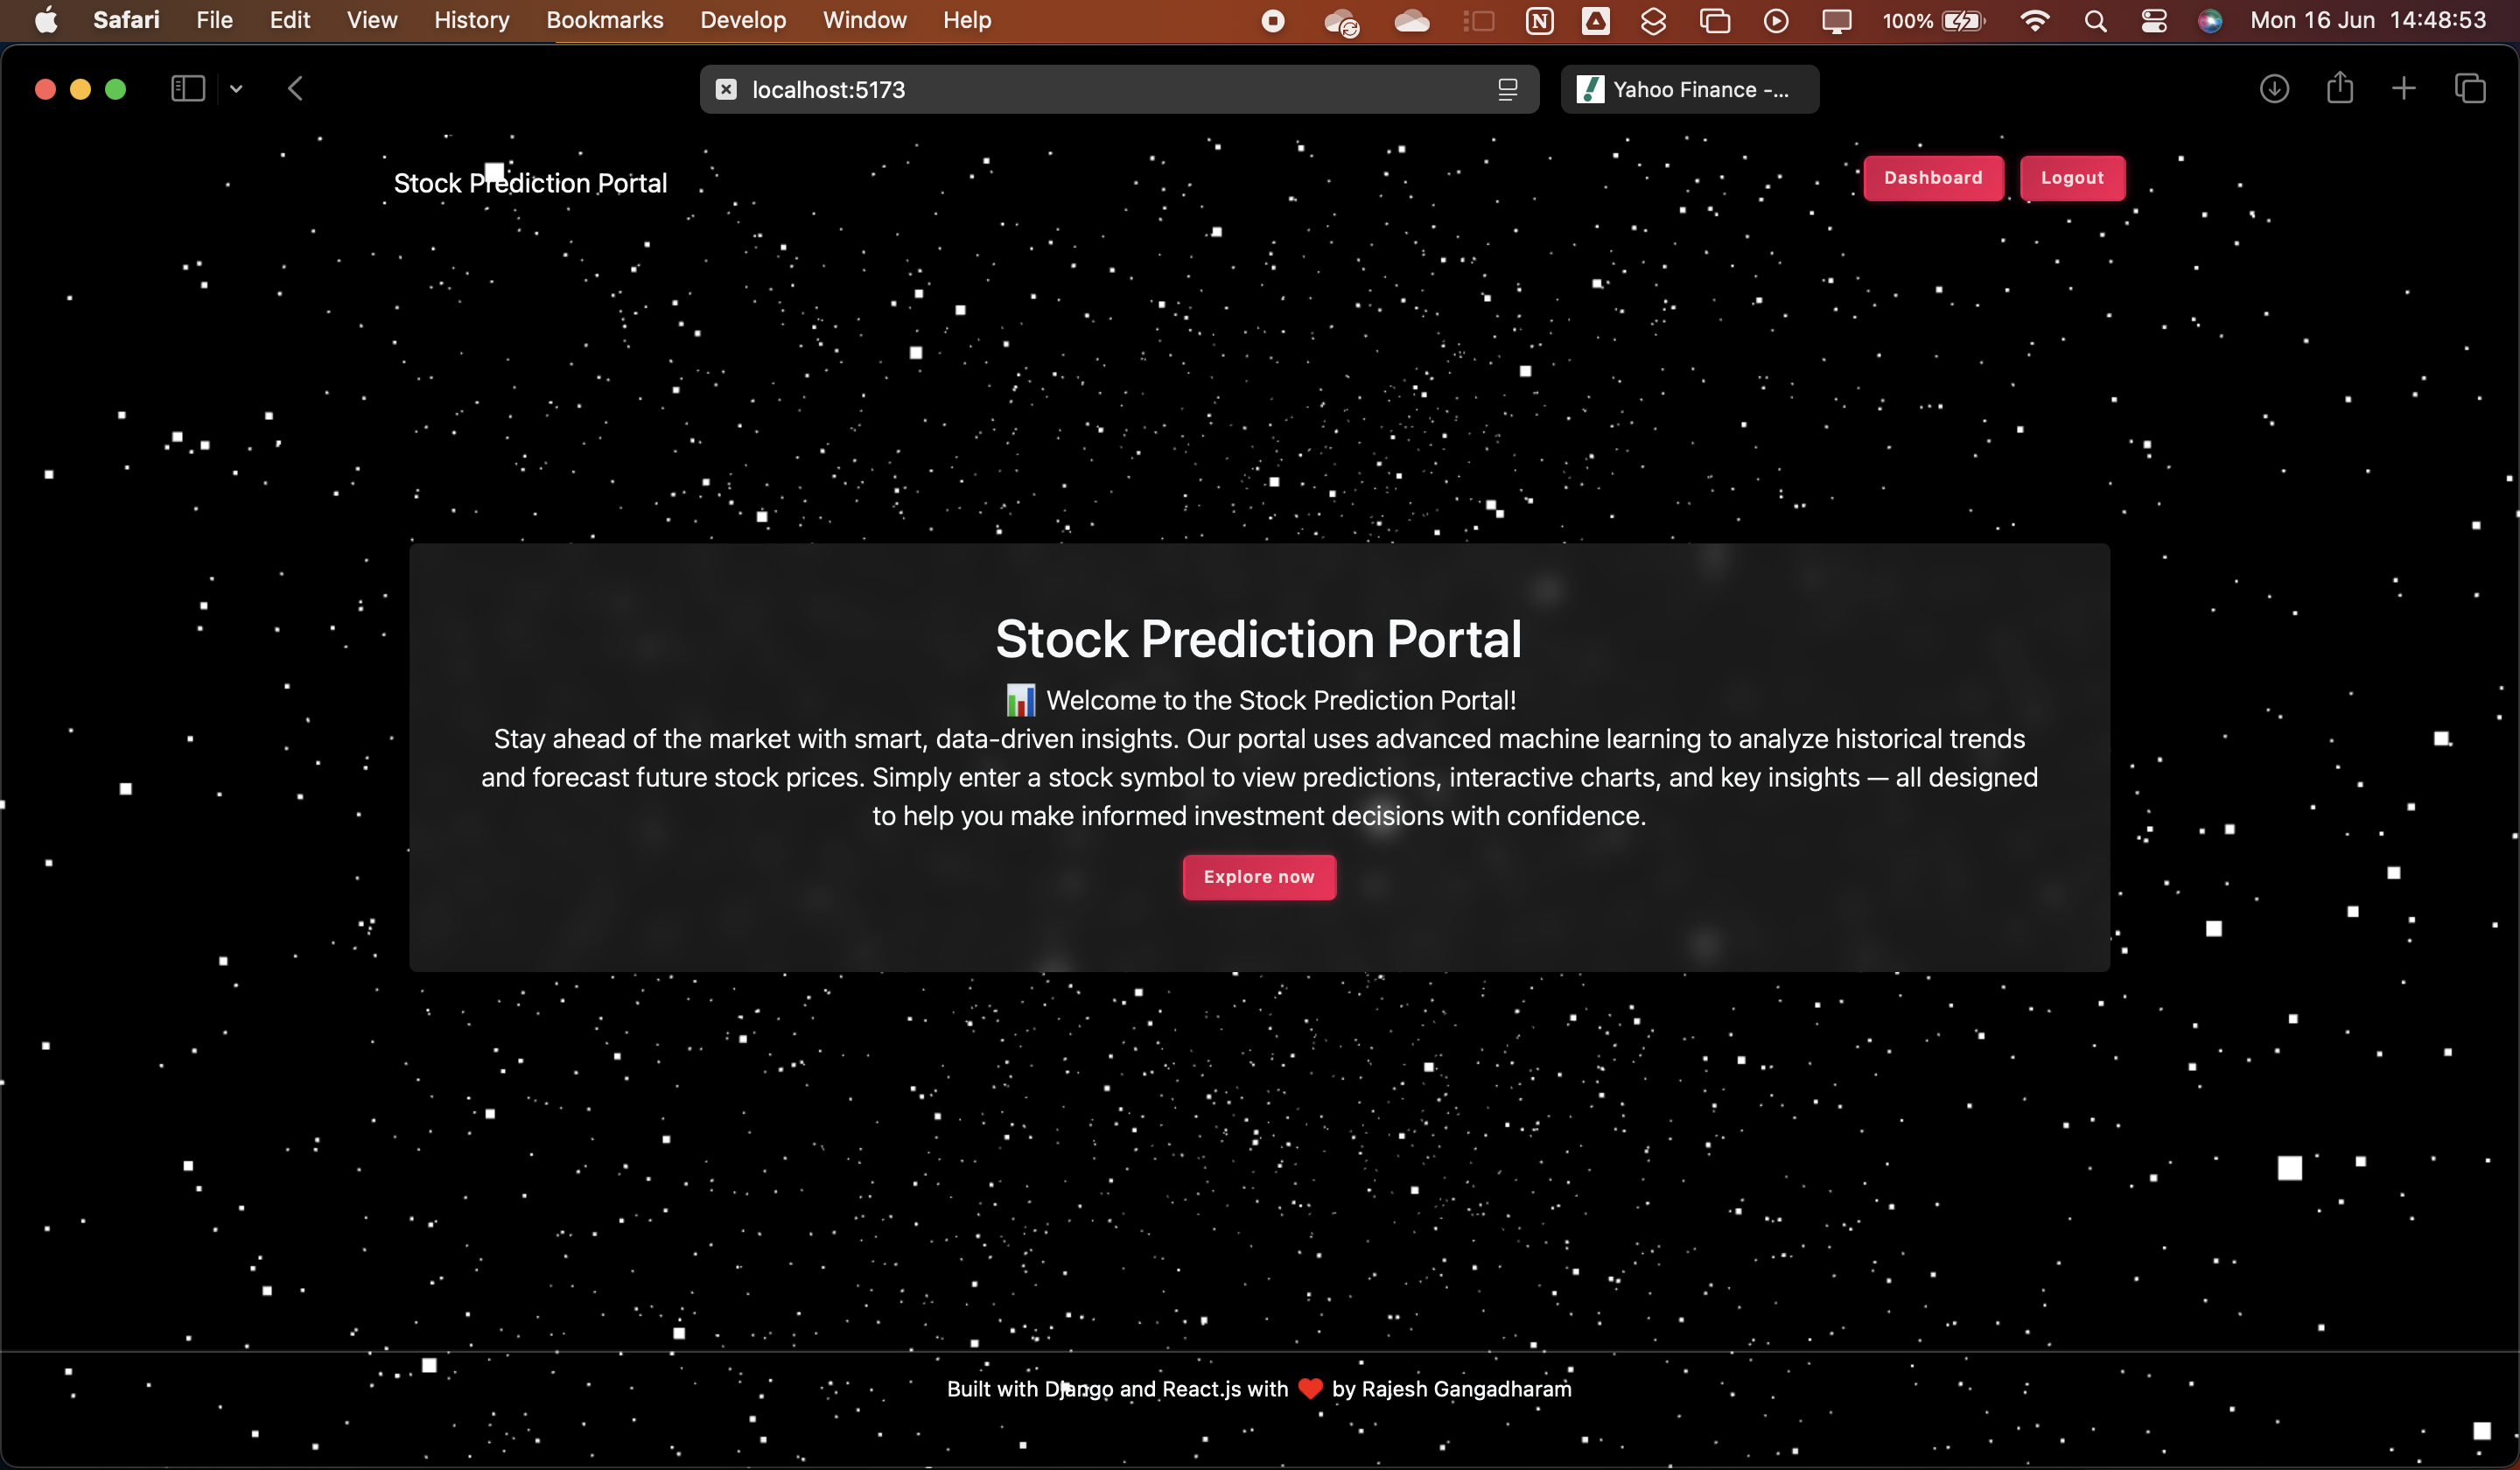 Safari File Edit View History Bookmarks Develop Window Help N 100% Mon 16 Jun 14:48:53
localhost:5173 Yahoo Finance -...
Stock Prediction Portal Dashboard Logout
Stock Prediction Portal
📊 Welcome to the Stock Prediction Portal!
Stay ahead of the market with smart, data-driven insights. Our portal uses advanced machine learning to analyze historical trends
and forecast future stock prices. Simply enter a stock symbol to view predictions, interactive charts, and key insights — all designed
to help you make informed investment decisions with confidence.
Explore now
Built with Django and React.js with ❤️ by Rajesh Gangadharam